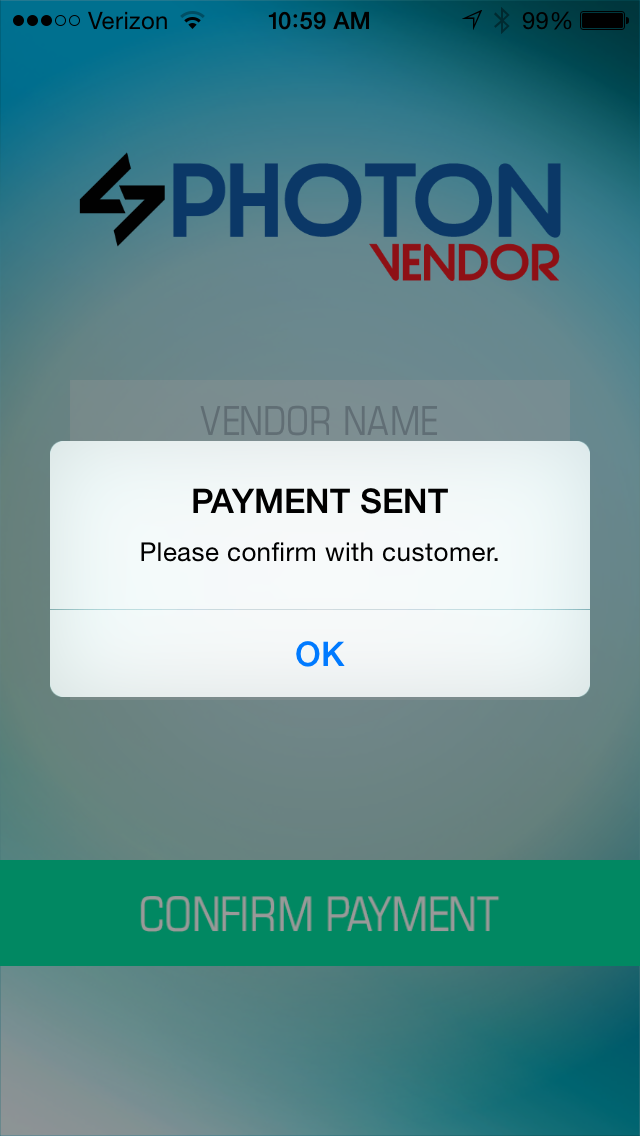 Verizon 10:59 AM 99%
PHOTON
VENDOR
VENDOR NAME
PAYMENT SENT
Please confirm with customer.
OK
CONFIRM PAYMENT